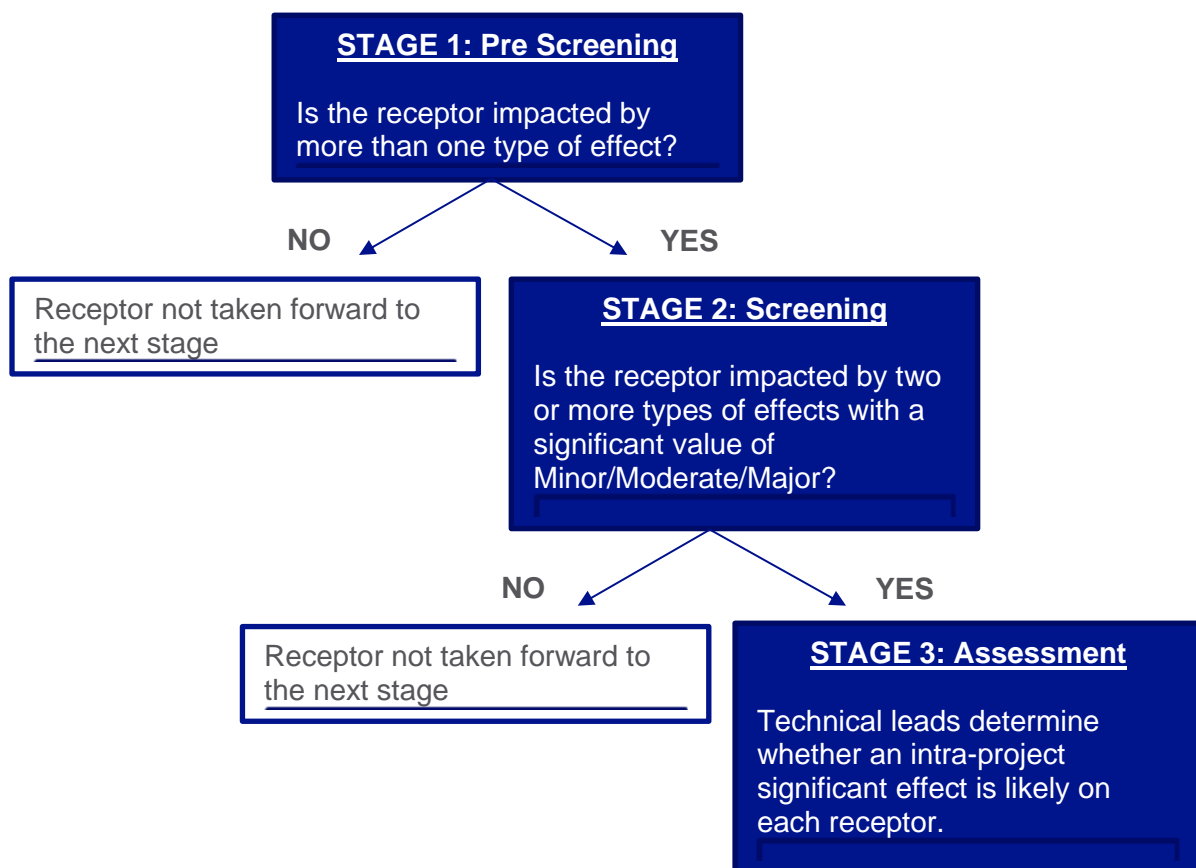 STAGE 1: Pre Screening
Is the receptor impacted by
more than one type of effect?
NO
YES
Receptor not taken forward to
the next stage
STAGE 2: Screening
Is the receptor impacted by two
or more types of effects with a
significant value of
Minor/Moderate/Major?
NO
YES
Receptor not taken forward to
the next stage
STAGE 3: Assessment
Technical leads determine
whether an intra-project
significant effect is likely on
each receptor.